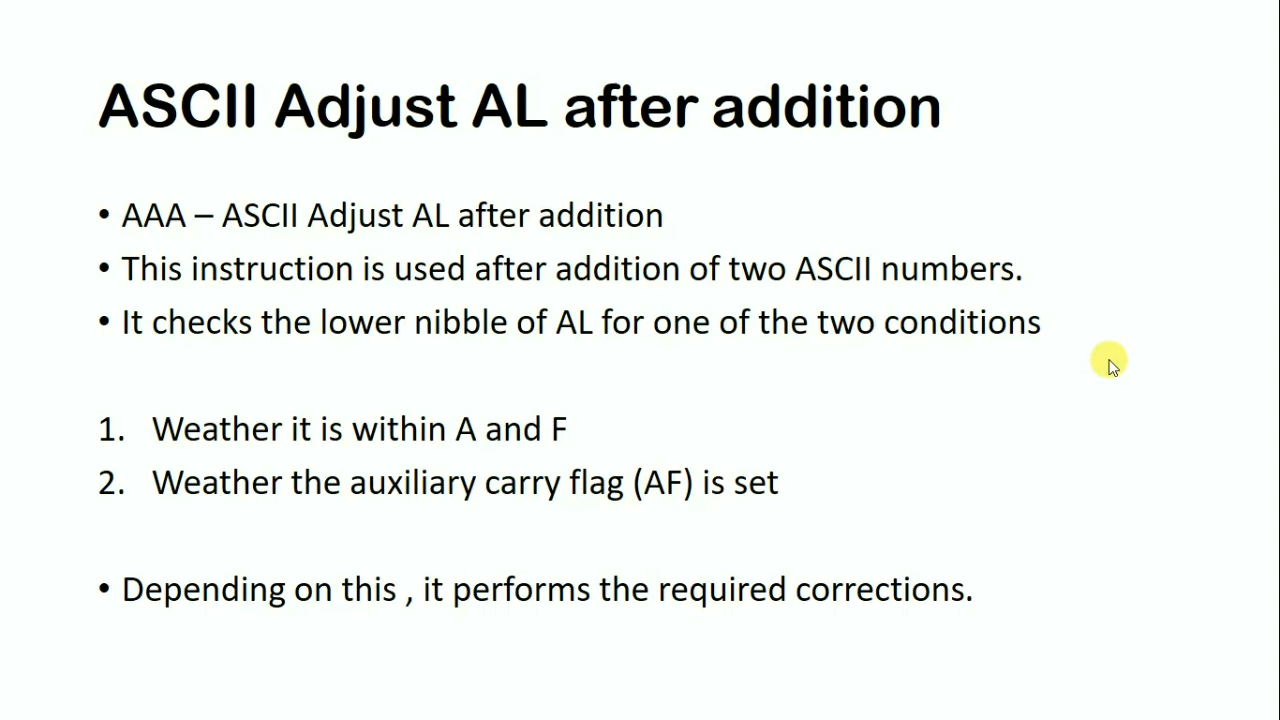 ASCII Adjust AL after addition
• AAA – ASCII Adjust AL after addition
• This instruction is used after addition of two ASCII numbers.
• It checks the lower nibble of AL for one of the two conditions
1. Weather it is within A and F
2. Weather the auxiliary carry flag (AF) is set
• Depending on this , it performs the required corrections.